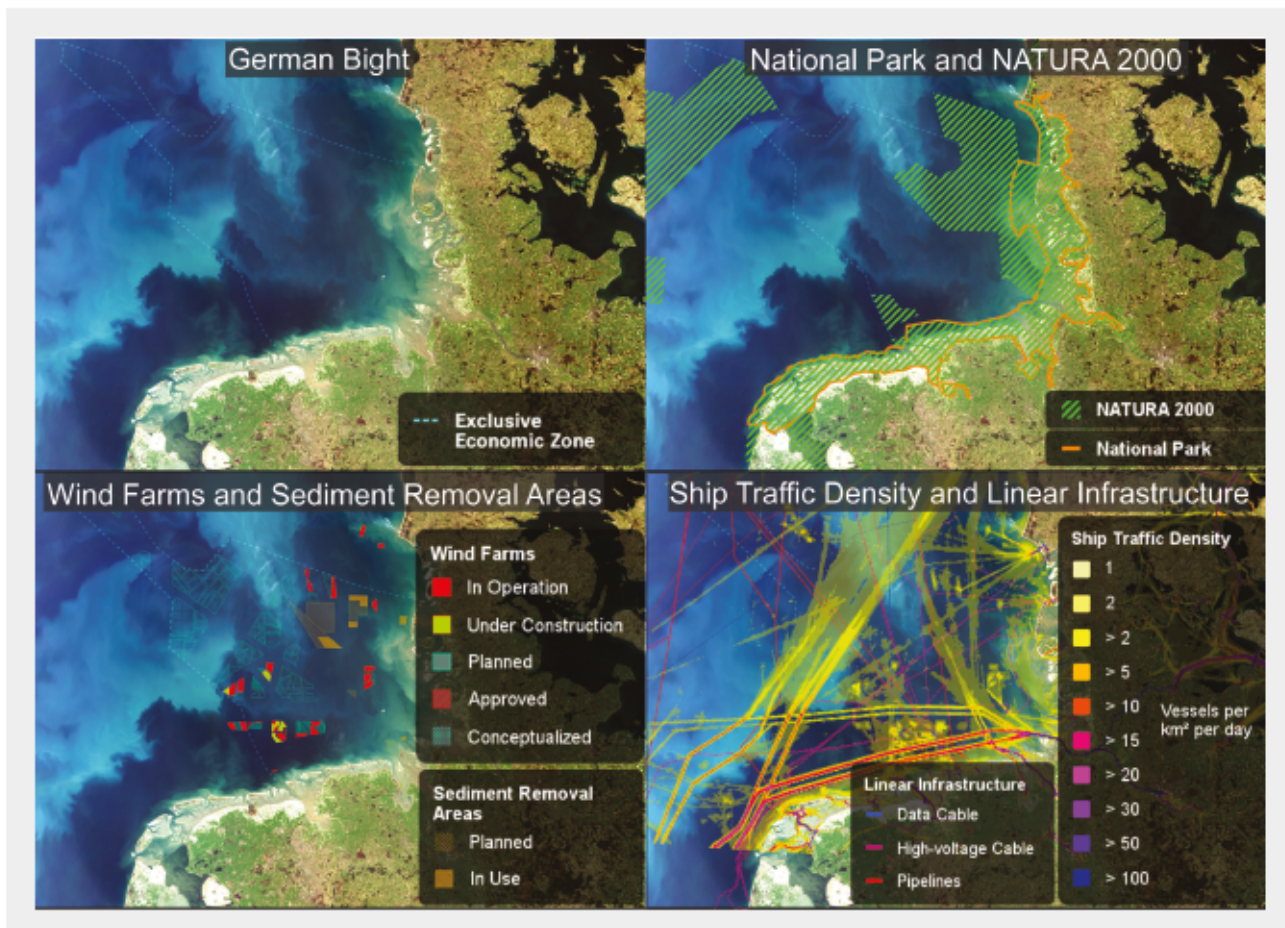 German Bight
Exclusive
Economic Zone
National Park and NATURA 2000
NATURA 2000
National Park
Wind Farms and Sediment Removal Areas
Wind Farms
In Operation
Under Construction
Planned
Approved
Conceptualized
Sediment Removal
Areas
Planned
In Use
Ship Traffic Density and Linear Infrastructure
Ship Traffic Density
1
2
> 2
> 5
> 10
> 15
> 20
> 30
> 50
> 100
Vessels per
km² per day
Linear Infrastructure
Data Cable
High-voltage Cable
Pipelines